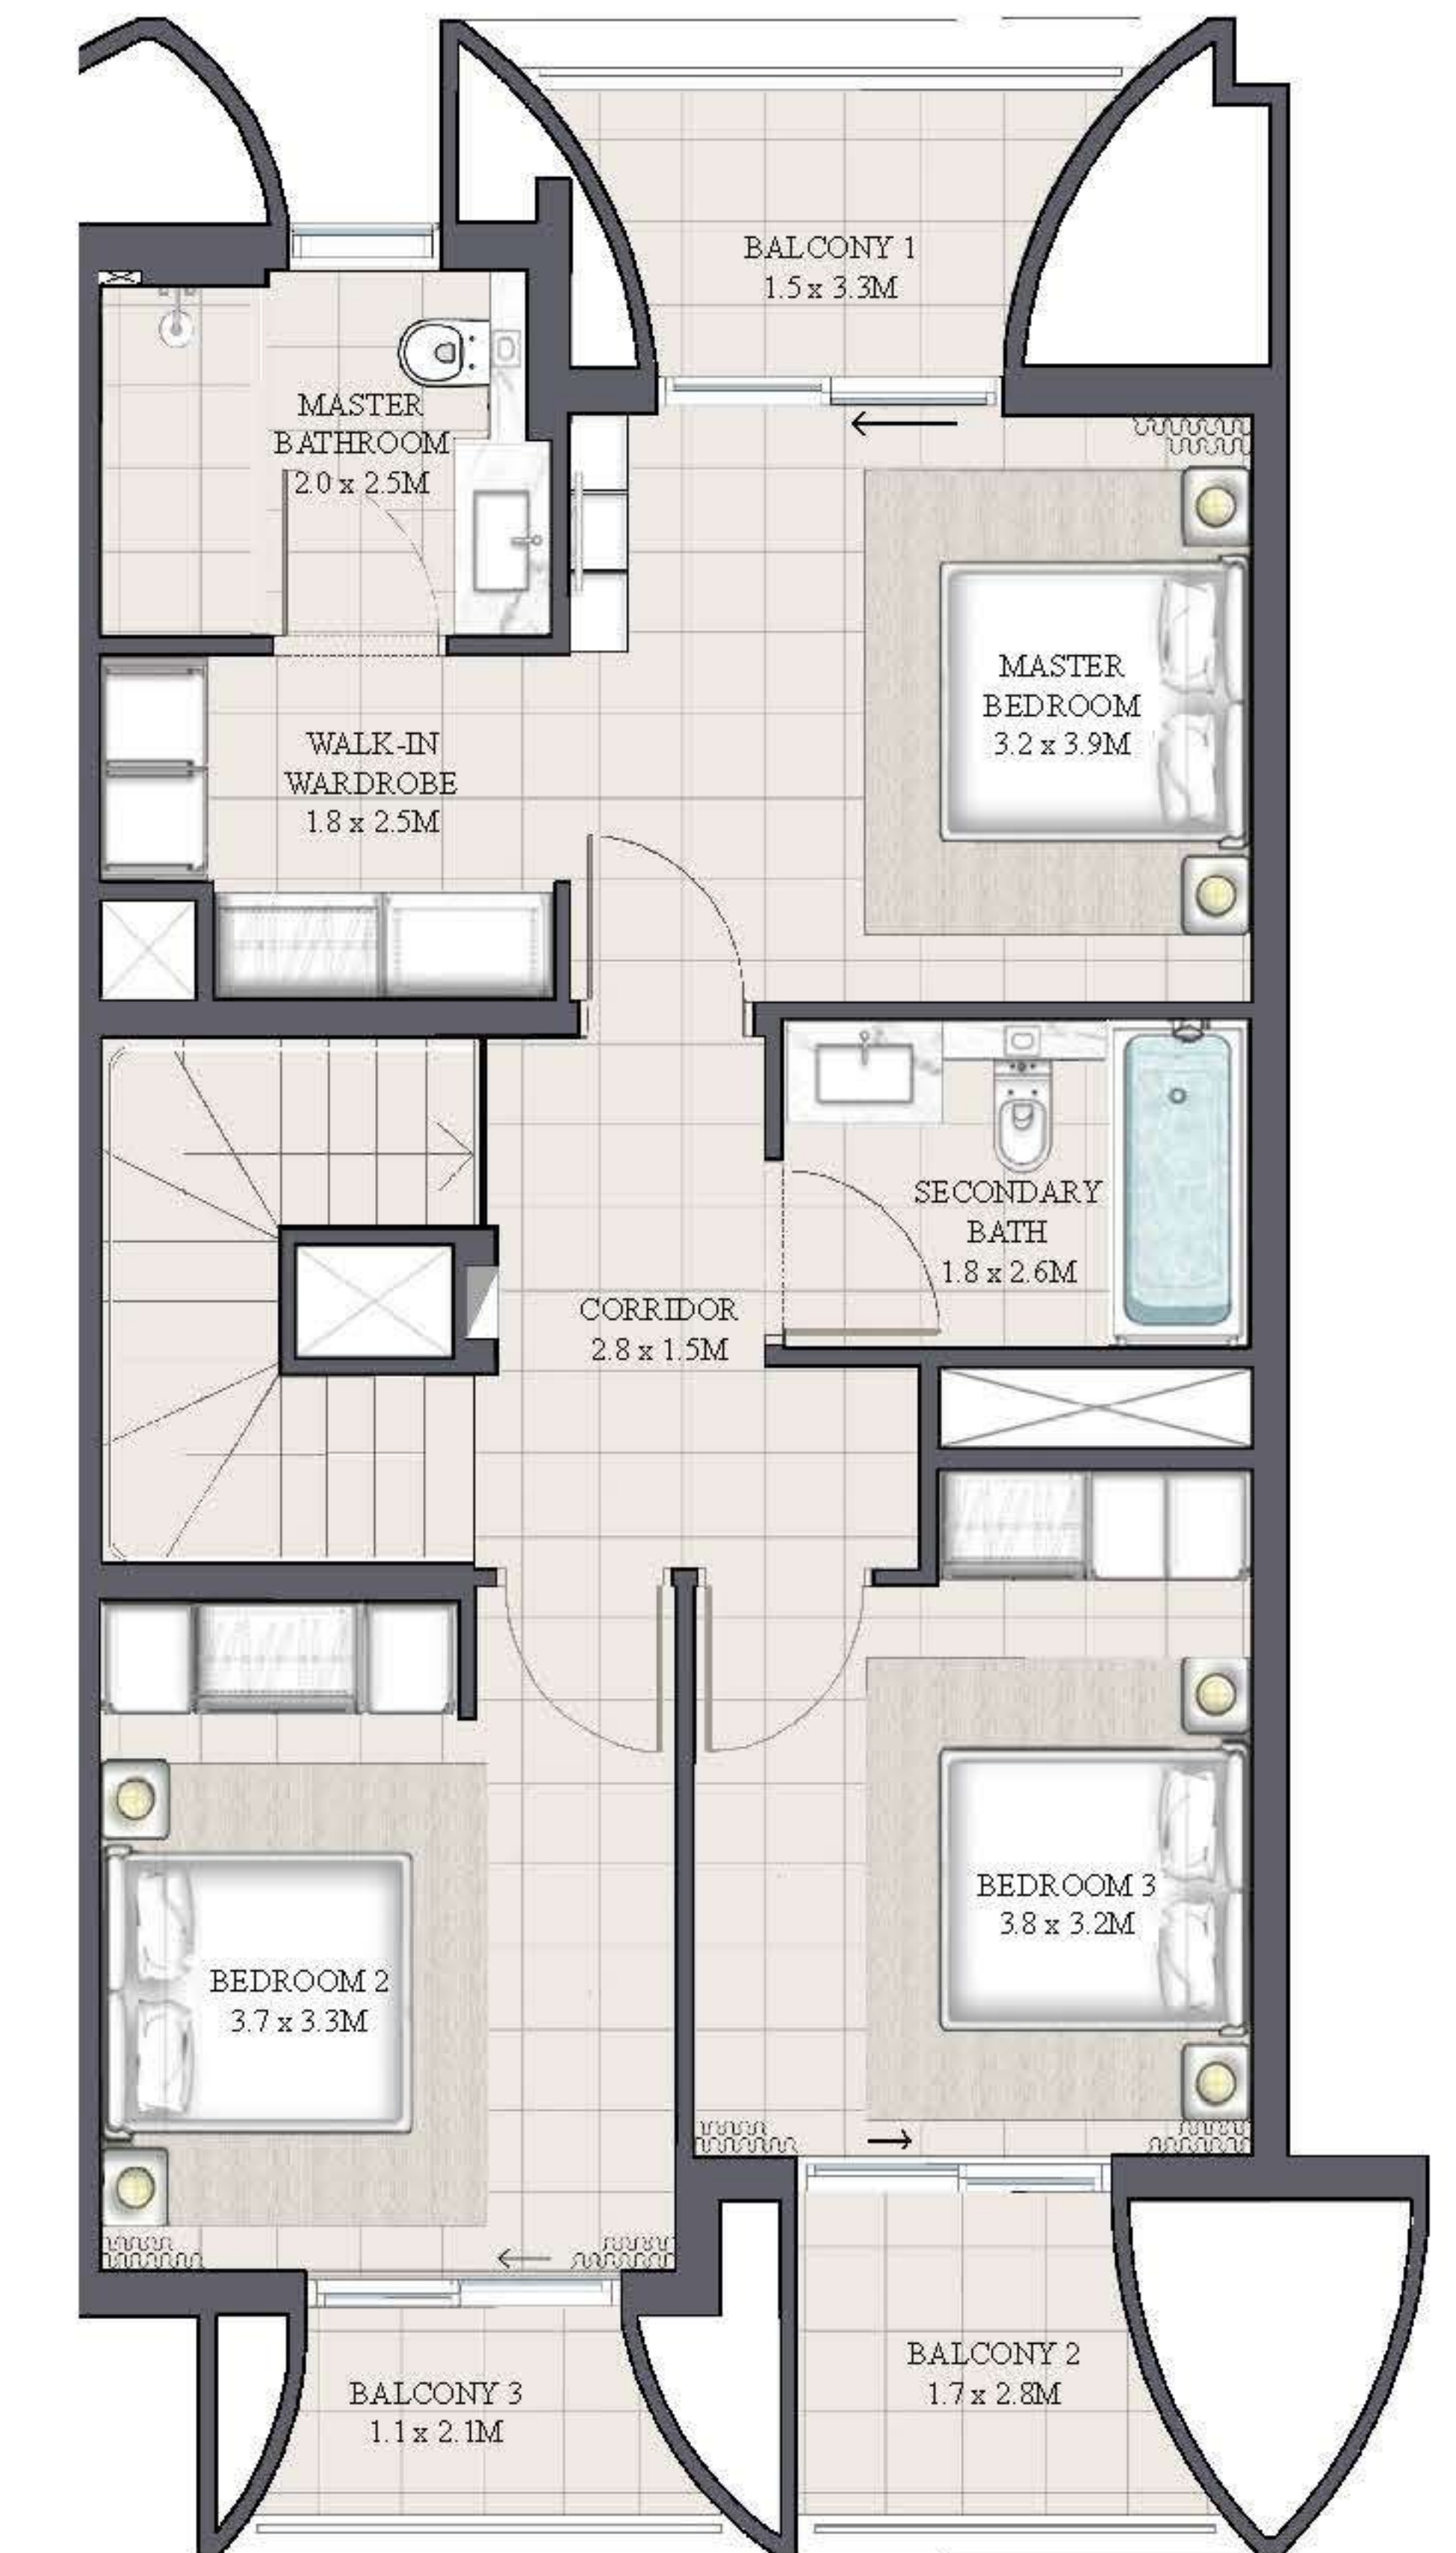 BALCONY 1
1.5 x 3.3M
MASTER
BATHROOM
2.0 x 2.5M
MASTER
BEDROOM
3.2 x 3.9M
WALK-IN
WARDROBE
1.8 x 2.5M
SECONDARY
BATH
1.8 x 2.6M
CORRIDOR
2.8 x 1.5M
BEDROOM 3
3.8 x 3.2M
BEDROOM 2
3.7 x 3.3M
BALCONY 2
1.7 x 2.8M
BALCONY 3
1.1 x 2.1M